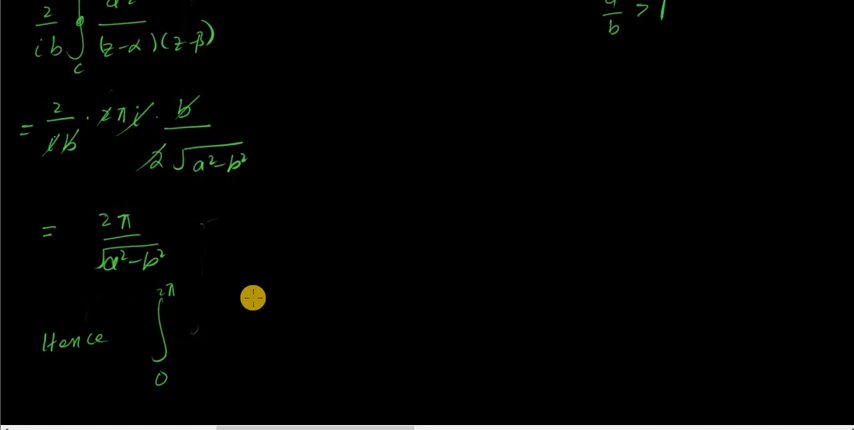 2/ib ∮_C dz/((z-α)(z-β))
a/b > 1
= 2/ib · 2πi · b/(2√(a²-b²))
= 2π/√(a²-b²)
Hence ∫_0^{2π}